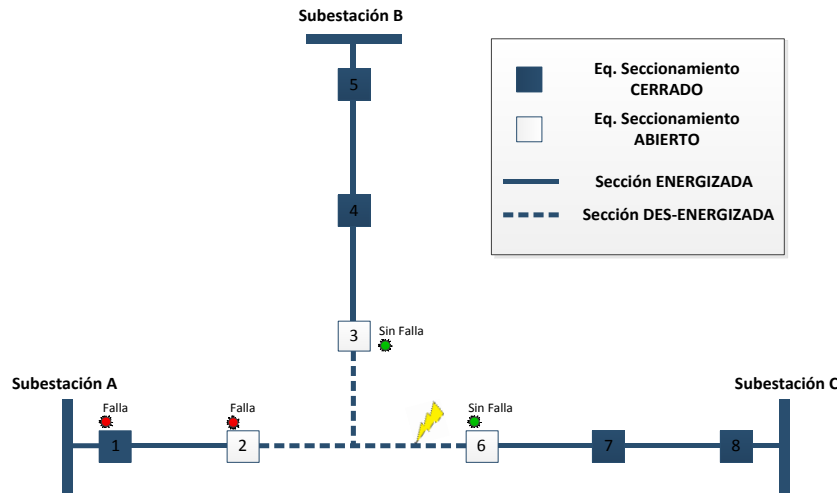 Subestación B
5
4
3
Sin Falla
Eq. Seccionamiento
CERRADO
Eq. Seccionamiento
ABIERTO
Sección ENERGIZADA
Sección DES-ENERGIZADA
Subestación A
Falla
1
Falla
2
Sin Falla
6
7
8
Subestación C